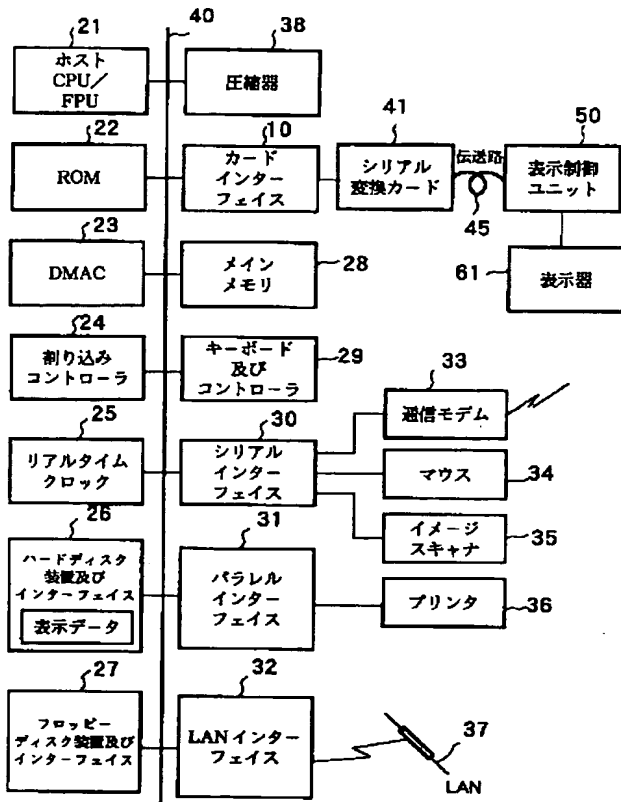 21
40
38
ホスト
CPU／
FPU
圧縮器
22
10
41
50
ROM
カード
インター
フェイス
シリアル
変換カード
伝送路
45
表示制御
ユニット
23
DMAC
メイン
メモリ
28
61
表示器
24
割り込み
コントローラ
キーボード
及び
コントローラ
29
33
通信モデム
25
30
リアルタイム
クロック
シリアル
インター
フェイス
マウス
34
26
31
イメージ
スキャナ
35
ハードディスク
装置及び
インターフェイス
表示データ
パラレル
インター
フェイス
プリンタ
36
27
32
フロッピー
ディスク装置及び
インターフェイス
LANインター
フェイス
37
LAN